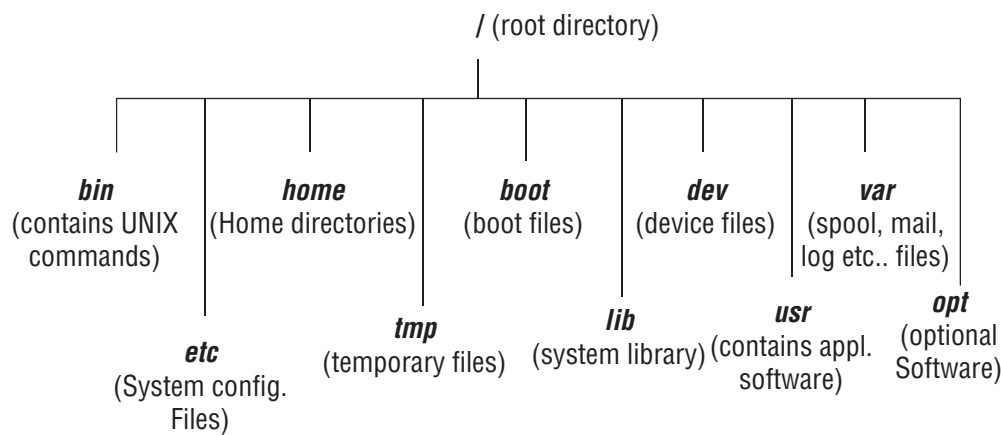 / (root directory)
bin
(contains UNIX
commands)
home
(Home directories)
boot
(boot files)
dev
(device files)
var
(spool, mail,
log etc.. files)
etc
(System config.
Files)
tmp
(temporary files)
lib
(system library)
usr
(contains appl.
software)
opt
(optional
Software)